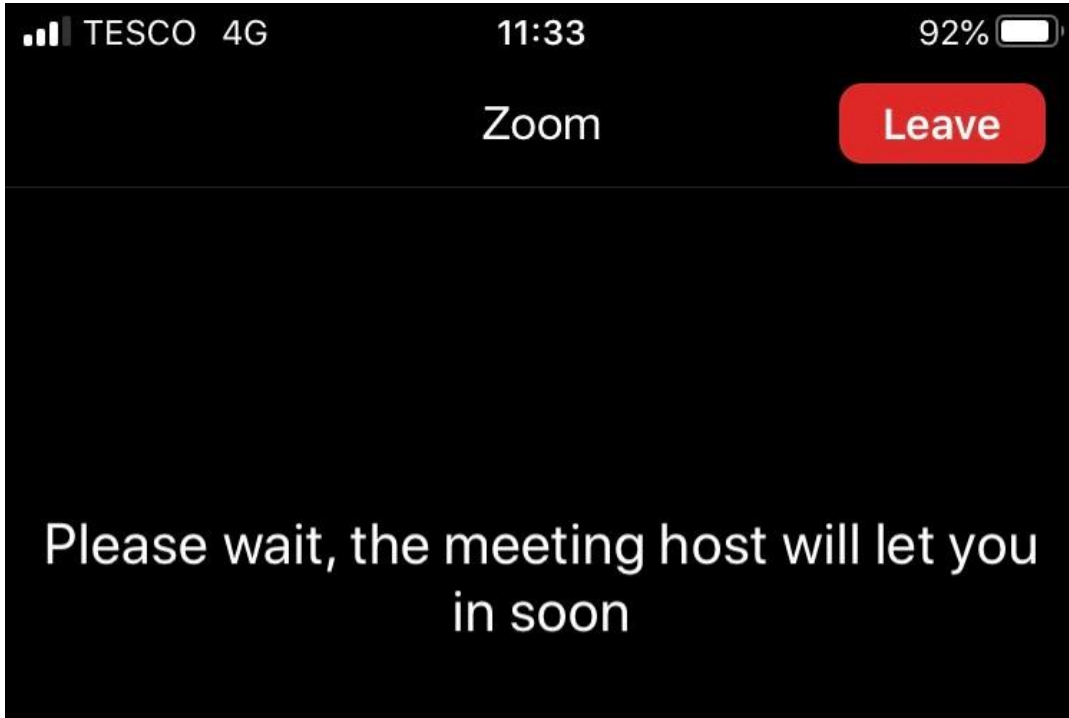 TESCO 4G 11:33 92%
Zoom Leave
Please wait, the meeting host will let you
in soon